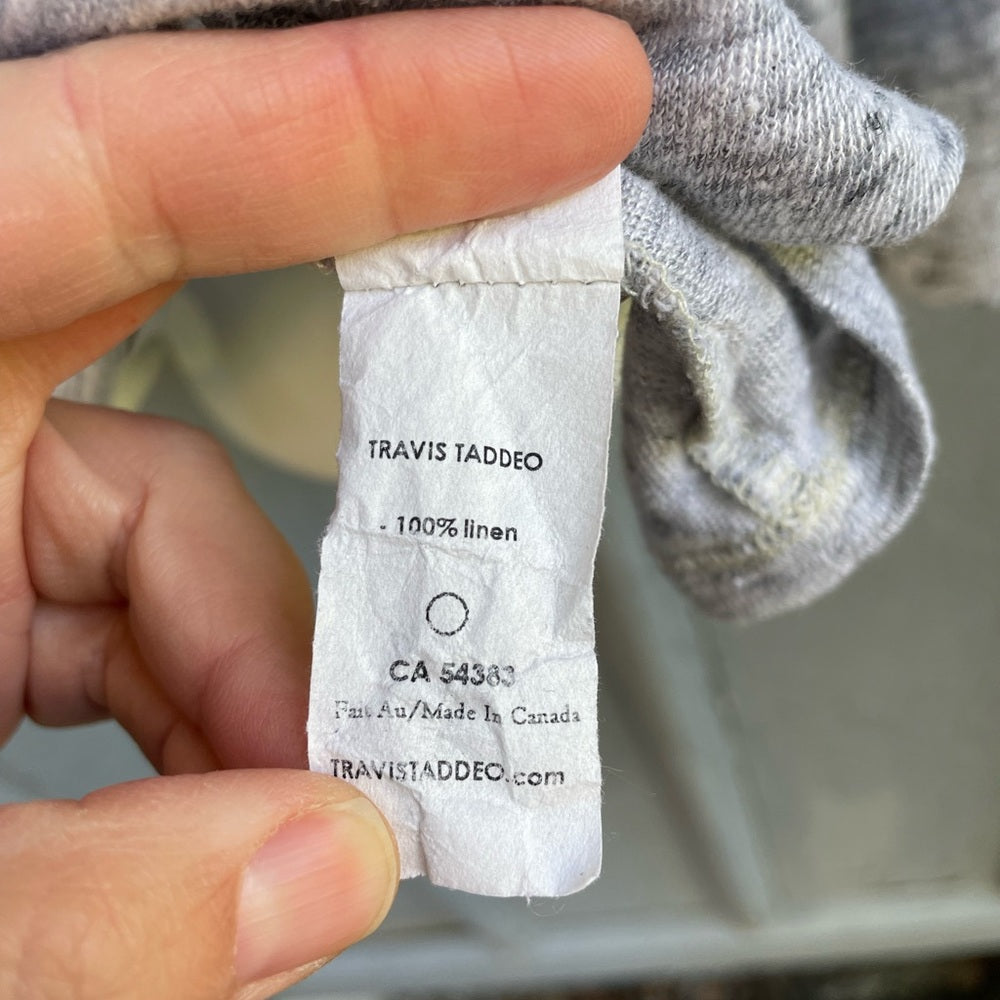 TRAVIS TADDEO
- 100% linen
CA 54383
Fait Au/Made In Canada
TRAVISTADDEO.com